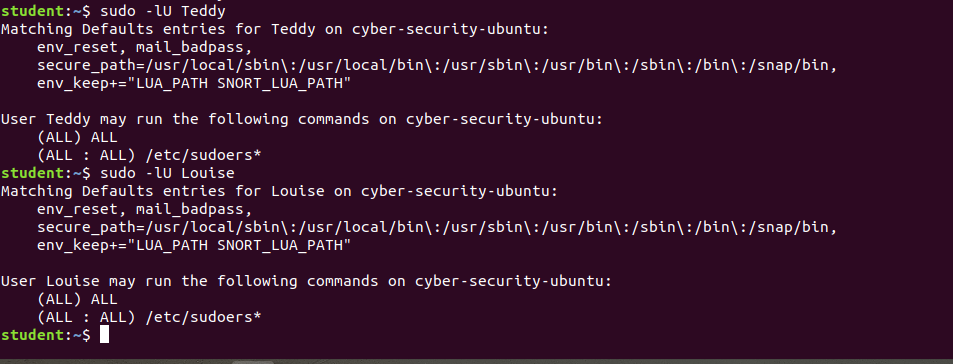 student:~$ sudo -lU Teddy
Matching Defaults entries for Teddy on cyber-security-ubuntu:
    env_reset, mail_badpass,
    secure_path=/usr/local/sbin\:/usr/local/bin\:/usr/sbin\:/usr/bin\:/sbin\:/bin\:/snap/bin,
    env_keep+="LUA_PATH SNORT_LUA_PATH"

User Teddy may run the following commands on cyber-security-ubuntu:
    (ALL) ALL
    (ALL : ALL) /etc/sudoers*
student:~$ sudo -lU Louise
Matching Defaults entries for Louise on cyber-security-ubuntu:
    env_reset, mail_badpass,
    secure_path=/usr/local/sbin\:/usr/local/bin\:/usr/sbin\:/usr/bin\:/sbin\:/bin\:/snap/bin,
    env_keep+="LUA_PATH SNORT_LUA_PATH"

User Louise may run the following commands on cyber-security-ubuntu:
    (ALL) ALL
    (ALL : ALL) /etc/sudoers*
student:~$